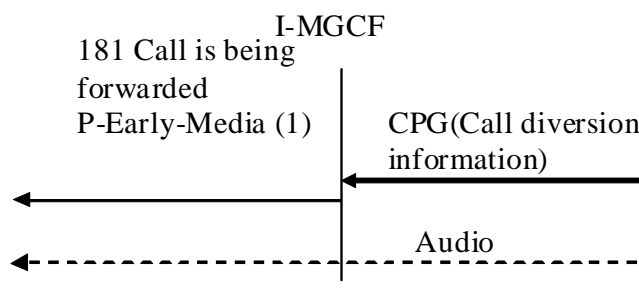 I-MGCF
181 Call is being
forwarded
P-Early-Media (1)
CPG(Call diversion
information)
Audio